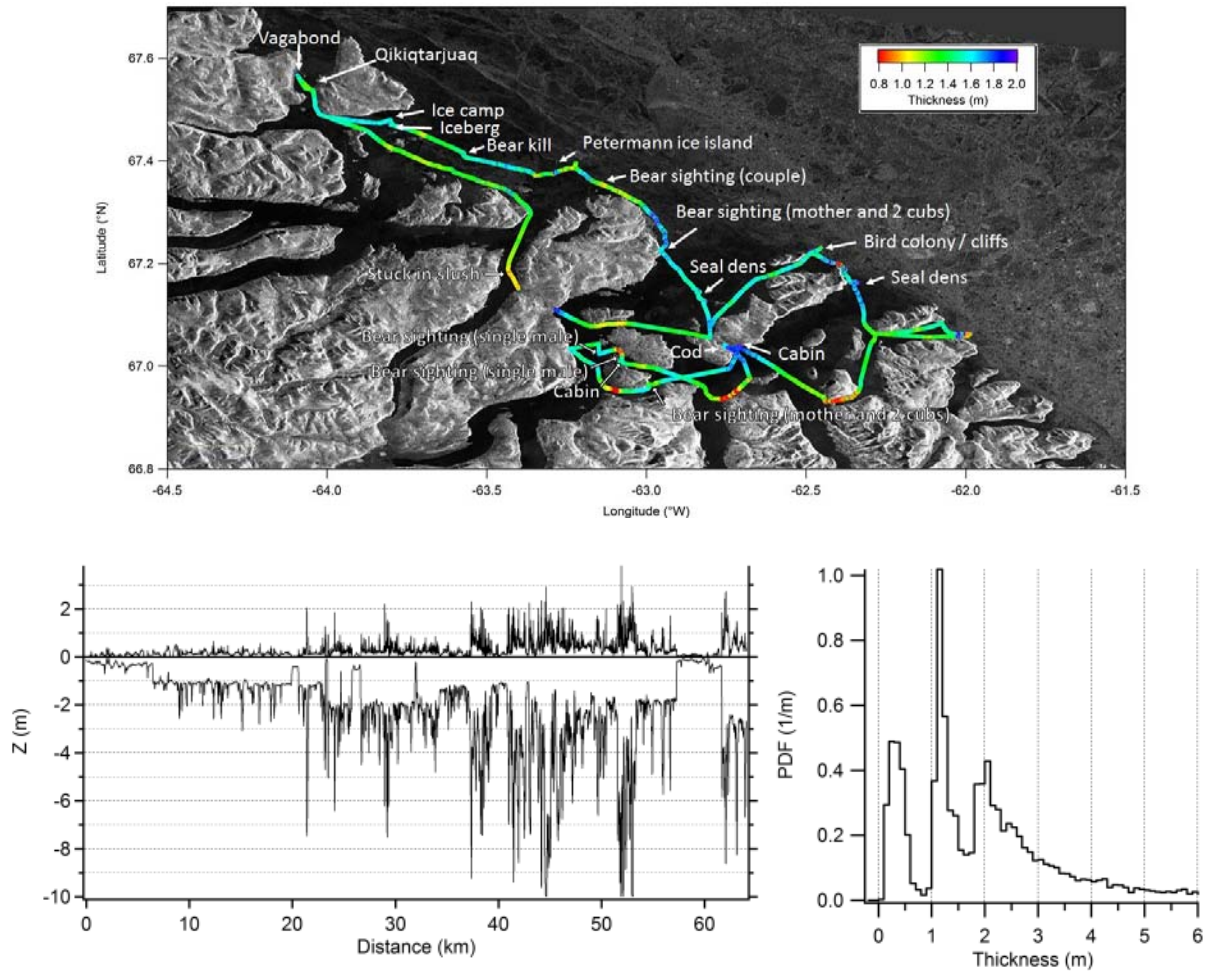 Vagabond
Qikiqtarjuaq
Ice camp
Iceberg
Bear kill
Petermann ice island
Bear sighting (couple)
Bear sighting (mother and 2 cubs)
Bird colony / cliffs
Seal dens
Seal dens
Stuck in slush
Bear sighting (single male)
Bear sighting (single male)
Cod
Cabin
Cabin
Bear sighting (mother and 2 cubs)
0.8 1.0 1.2 1.4 1.6 1.8 2.0
Thickness (m)
67.6
67.4
67.2
67.0
66.8
Latitude (°N)
-64.5 -64.0 -63.5 -63.0 -62.5 -62.0 -61.5
Longitude (°W)
2
0
-2
-4
-6
-8
-10
Z (m)
0 10 20 30 40 50 60
Distance (km)
1.0
0.8
0.6
0.4
0.2
0.0
PDF (1/m)
0 1 2 3 4 5 6
Thickness (m)